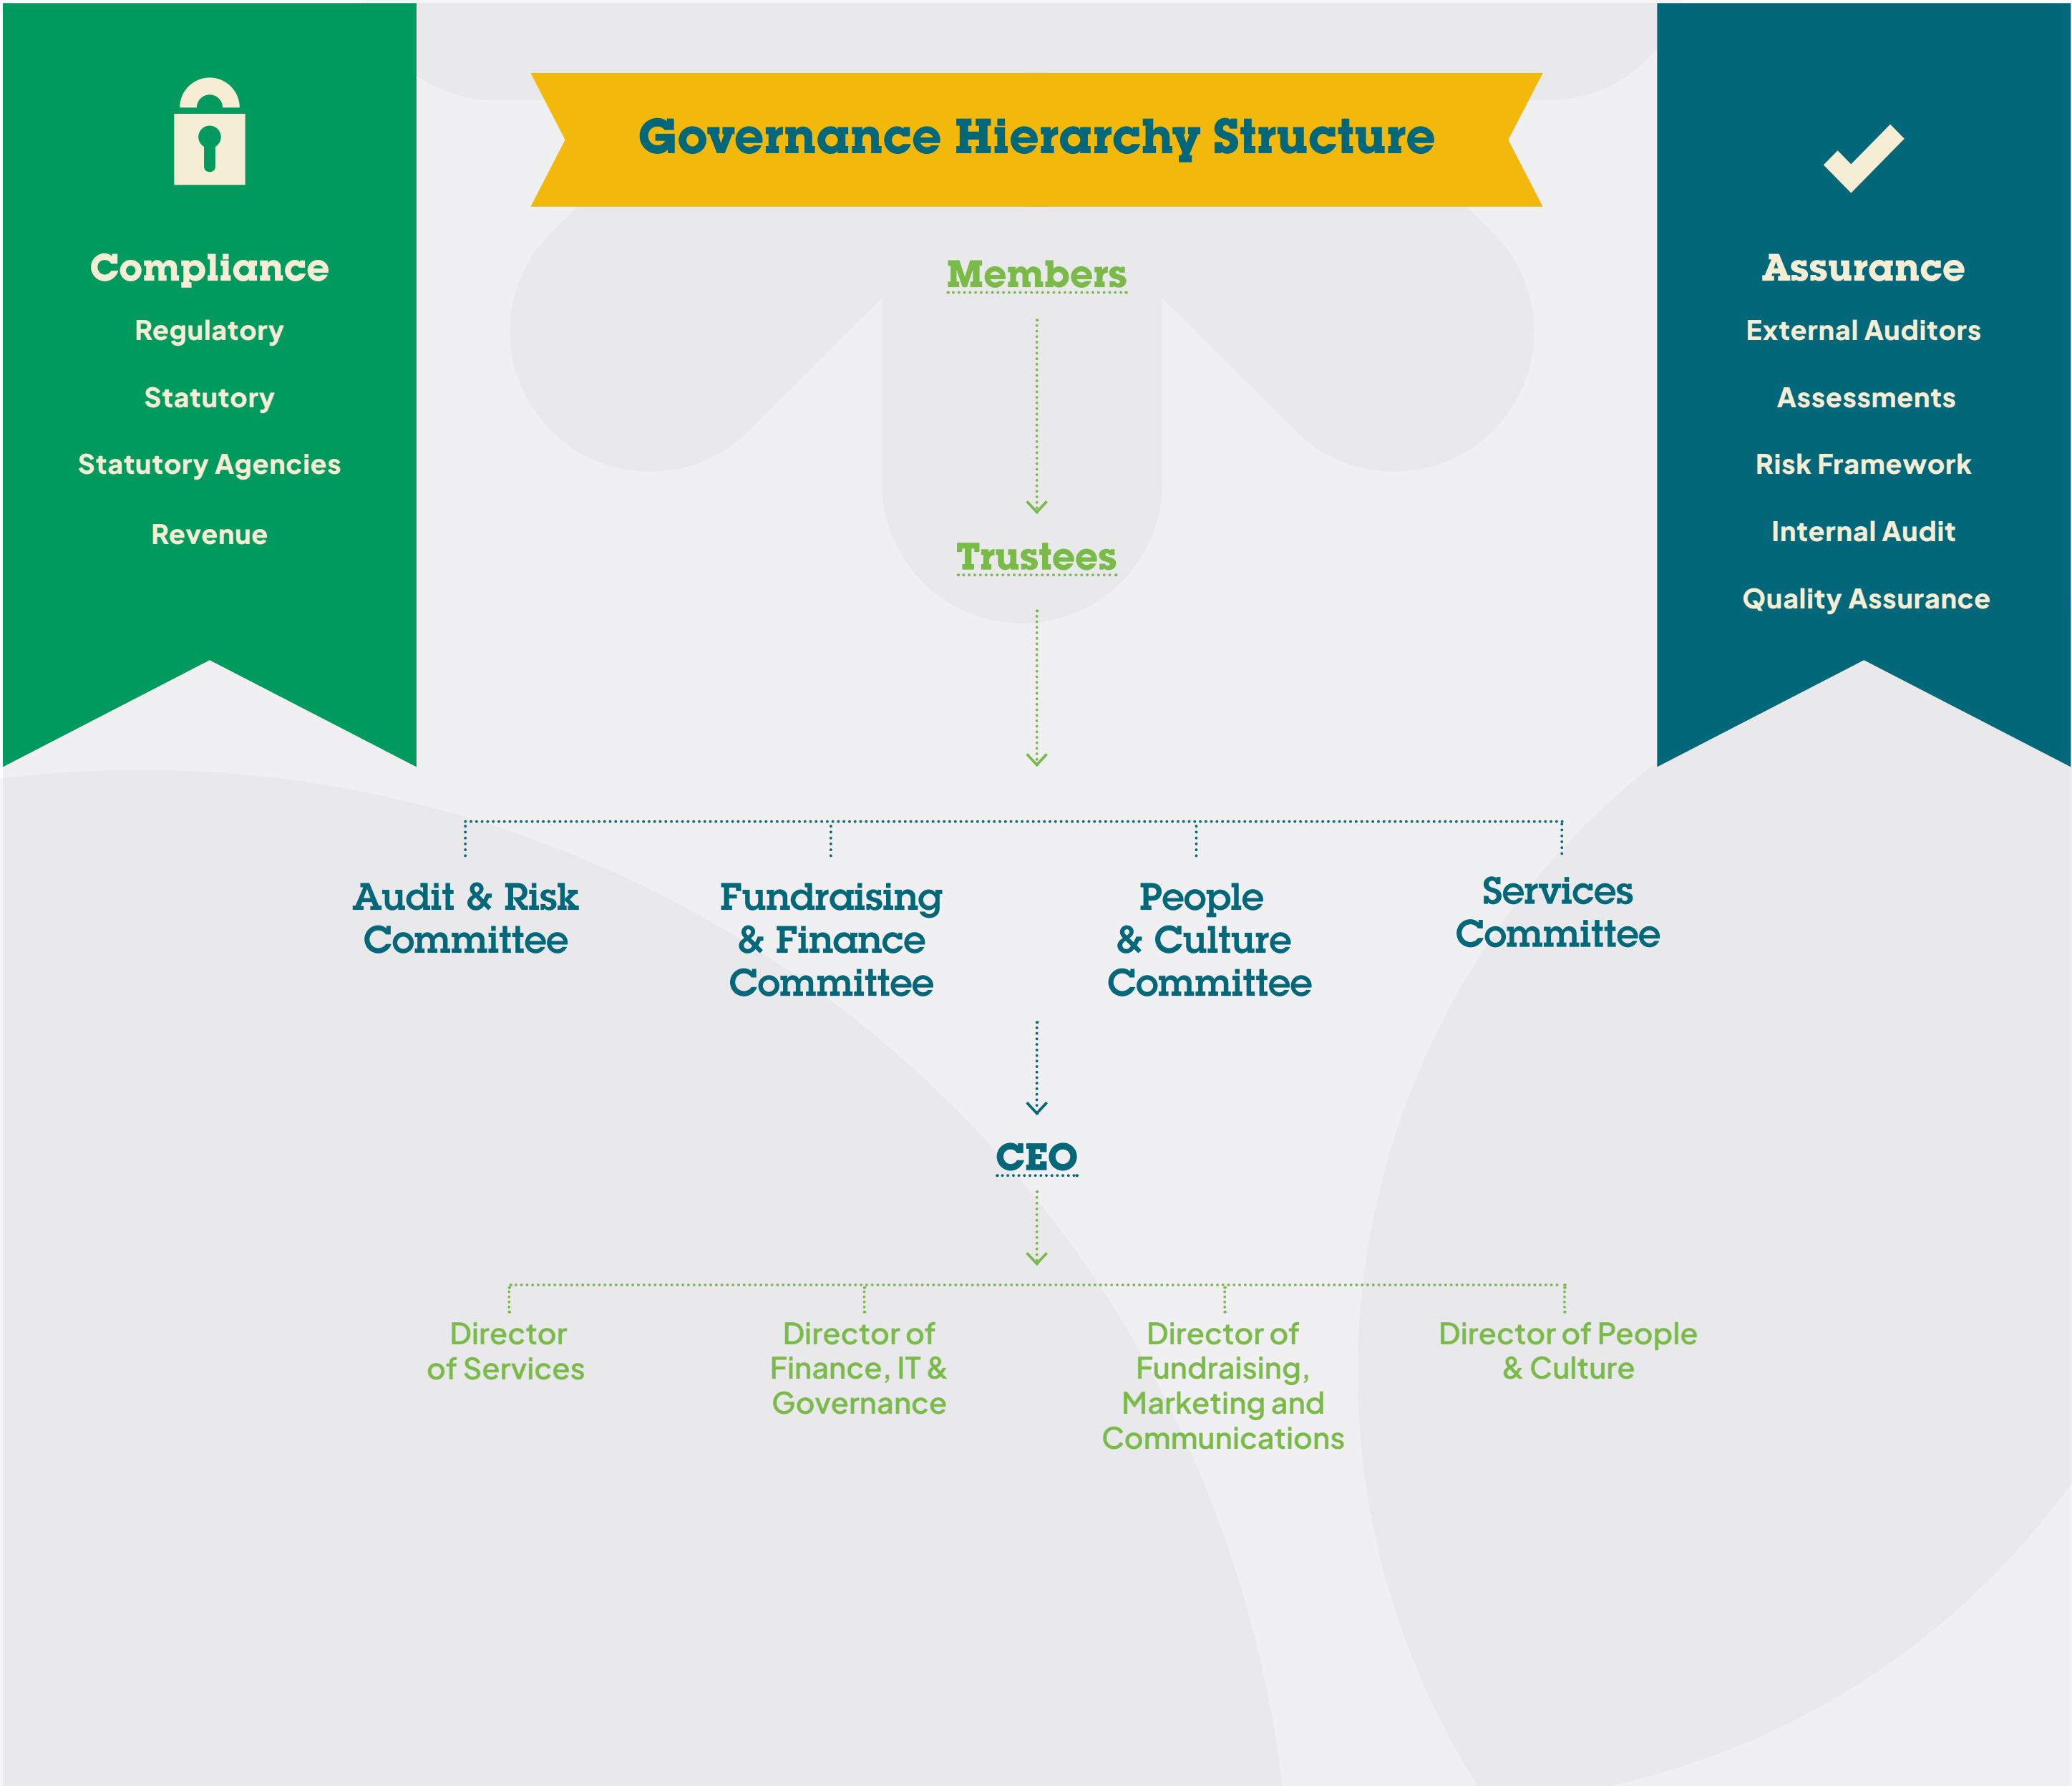 Governance Hierarchy Structure
Compliance
Regulatory
Statutory
Statutory Agencies
Revenue
Assurance
External Auditors
Assessments
Risk Framework
Internal Audit
Quality Assurance
Members
Trustees
Audit & Risk
Committee
Fundraising
& Finance
Committee
People
& Culture
Committee
Services
Committee
CEO
Director
of Services
Director of
Finance, IT &
Governance
Director of
Fundraising,
Marketing and
Communications
Director of People
& Culture